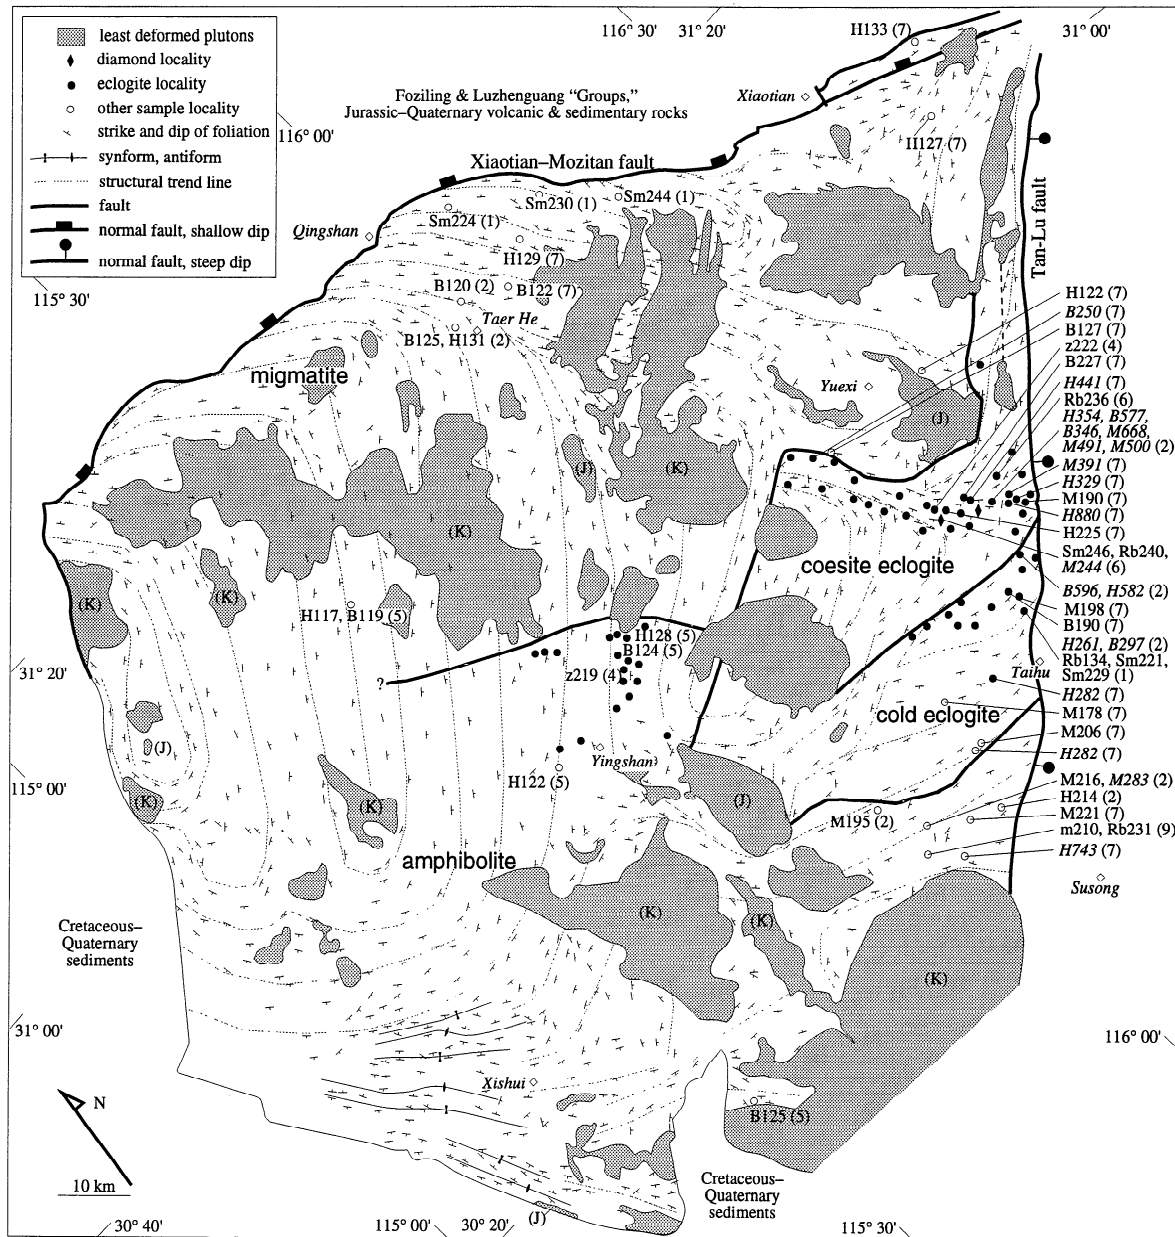 least deformed plutons
diamond locality
eclogite locality
other sample locality
strike and dip of foliation
synform, antiform
structural trend line
fault
normal fault, shallow dip
normal fault, steep dip
116° 30'
31° 20'
31° 00'
H133 (7)
Xiaotian
Foziling & Luzhenguang “Groups,”
Jurassic–Quaternary volcanic & sedimentary rocks
116° 00'
H127 (7)
Xiaotian–Mozitan fault
Sm230 (1)
Sm244 (1)
Sm224 (1)
Qingshan
H129 (7)
Tan-Lu fault
115° 30'
B120 (2)
B122 (7)
Taer He
B125, H131 (2)
migmatite
Yuexi
(J)
(J)
(K)
(K)
H122 (7)
B250 (7)
B127 (7)
z222 (4)
B227 (7)
H441 (7)
Rb236 (6)
H354, B577,
B346, M668,
M491, M500 (2)
M391 (7)
H329 (7)
M190 (7)
H880 (7)
H225 (7)
Sm246, Rb240,
M244 (6)
B596, H582 (2)
M198 (7)
B190 (7)
H261, B297 (2)
Rb134, Sm221,
Sm229 (1)
Taihu
H282 (7)
M178 (7)
M206 (7)
H282 (7)
M216, M283 (2)
H214 (2)
M221 (7)
m210, Rb231 (9)
H743 (7)
Susong
coesite eclogite
(K)
(K)
H117, B119 (5)
H128 (5)
B124 (5)
z219 (4)
?
31° 20'
cold eclogite
(J)
Yingshan
H122 (5)
115° 00'
(K)
(K)
(J)
M195 (2)
amphibolite
(K)
(K)
(K)
Cretaceous–
Quaternary
sediments
31° 00'
116° 00'
Xishui
B125 (5)
N
10 km
Cretaceous–
Quaternary
sediments
(J)
30° 40'
115° 00'
30° 20'
115° 30'